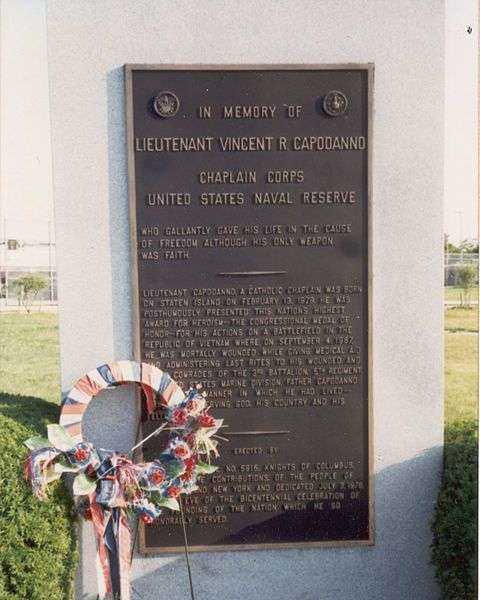 IN MEMORY OF
LIEUTENANT VINCENT R. CAPODANNO
CHAPLAIN CORPS
UNITED STATES NAVAL RESERVE
WHO GALLANTLY GAVE HIS LIFE IN THE CAUSE
OF FREEDOM ALTHOUGH HIS ONLY WEAPON
WAS FAITH.
LIEUTENANT CAPODANNO, A CATHOLIC CHAPLAIN, WAS BORN
ON STATEN ISLAND ON FEBRUARY 13, 1929. HE WAS
POSTHUMOUSLY PRESENTED THIS NATION'S HIGHEST
AWARD FOR HEROISM—THE CONGRESSIONAL MEDAL OF
HONOR—FOR HIS ACTIONS ON A BATTLEFIELD IN THE
REPUBLIC OF VIETNAM WHERE ON SEPTEMBER 4, 1967,
HE WAS MORTALLY WOUNDED WHILE GIVING MEDICAL AID
AND ADMINISTERING LAST RITES TO HIS WOUNDED AND
COMRADES OF THE 3RD BATTALION, 5TH REGIMENT,
STATES MARINE DIVISION. FATHER CAPODANNO
MANNER IN WHICH HE HAD LIVED—
GOD, HIS COUNTRY AND HIS
ERECTED BY
NO. 5916, KNIGHTS OF COLUMBUS,
CONTRIBUTIONS OF THE PEOPLE OF
NEW YORK AND DEDICATED JULY 3, 1976,
OF THE BICENTENNIAL CELEBRATION OF
OF THE NATION WHICH HE SO
HONORABLY SERVED.